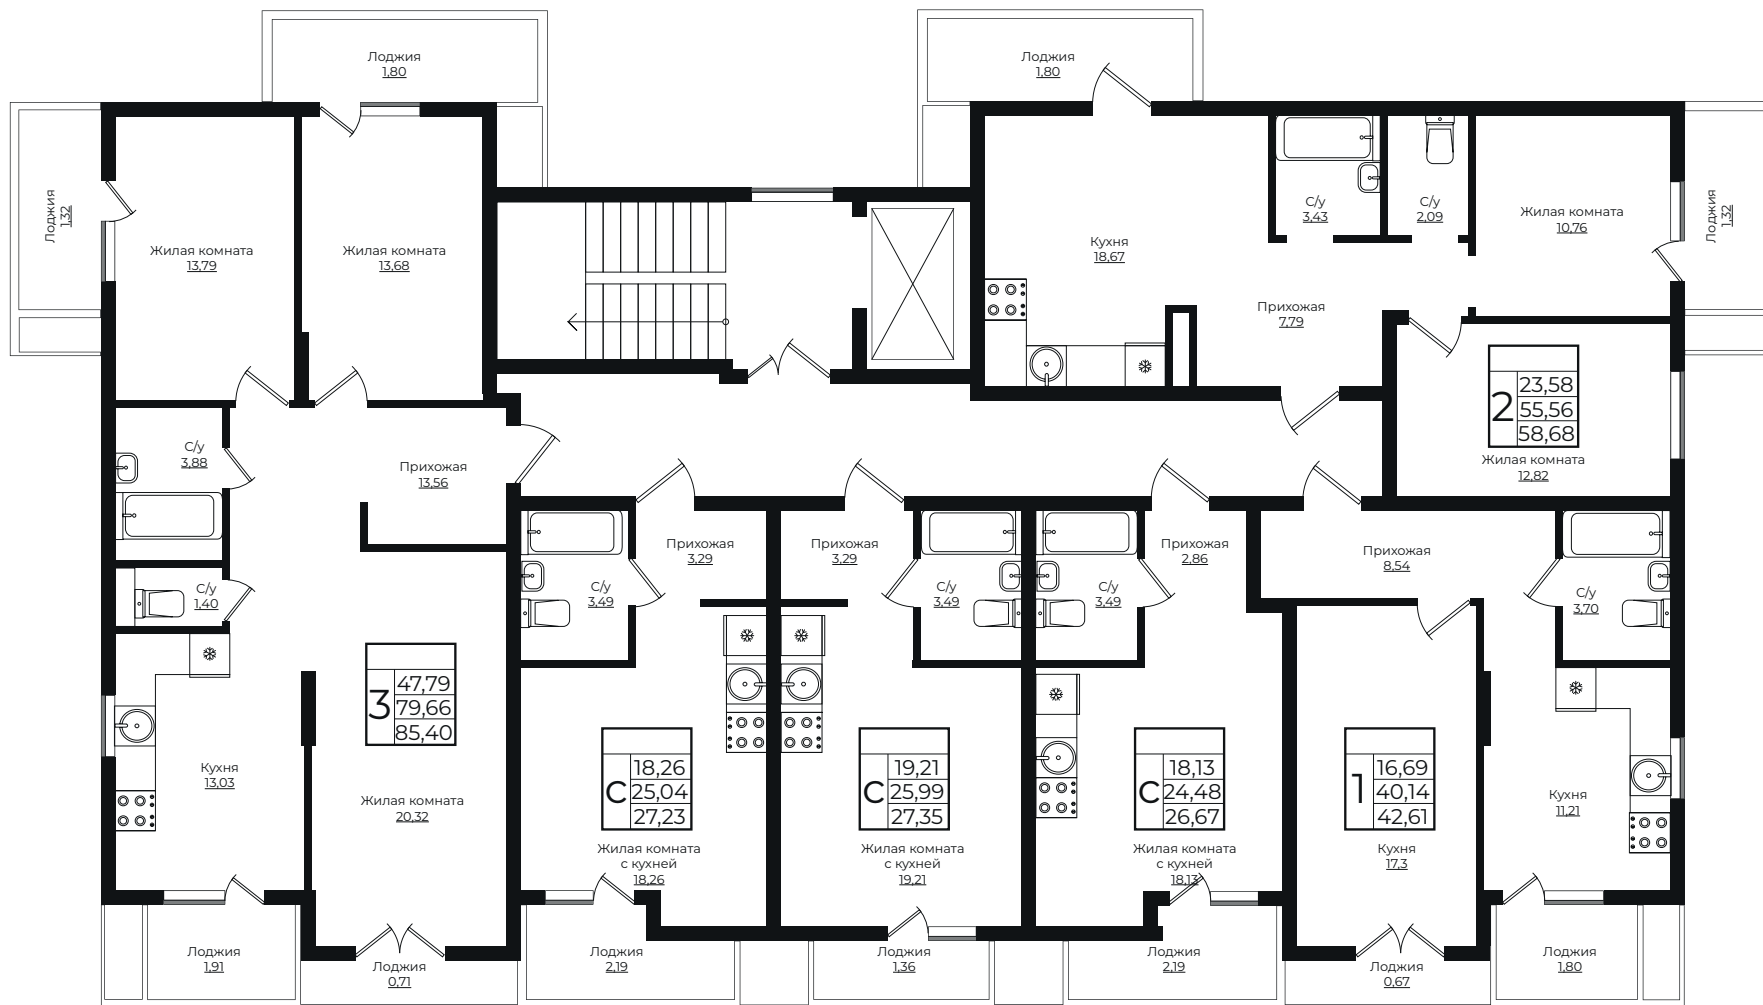 Лоджия
1,80
Лоджия
1,80
Лоджия
1,32
Жилая комната
13,79
Жилая комната
13,68
Кухня
18,67
С/у
3,43
С/у
2,09
Жилая комната
10,76
Лоджия
1,32
Прихожая
7,79
2
23,58
55,56
58,68
Жилая комната
12,82
С/у
3,88
Прихожая
13,56
С/у
1,40
Прихожая
3,29
С/у
3,49
Прихожая
3,29
С/у
3,49
С/у
3,49
Прихожая
2,86
Прихожая
8,54
С/у
3,70
3
47,79
79,66
85,40
Кухня
13,03
Жилая комната
20,32
С
18,26
25,04
27,23
Жилая комната
с кухней
18,26
С
19,21
25,99
27,35
Жилая комната
с кухней
19,21
С
18,13
24,48
26,67
Жилая комната
с кухней
18,13
1
16,69
40,14
42,61
Кухня
17,3
Кухня
11,21
Лоджия
1,91
Лоджия
0,71
Лоджия
2,19
Лоджия
1,36
Лоджия
2,19
Лоджия
0,67
Лоджия
1,80